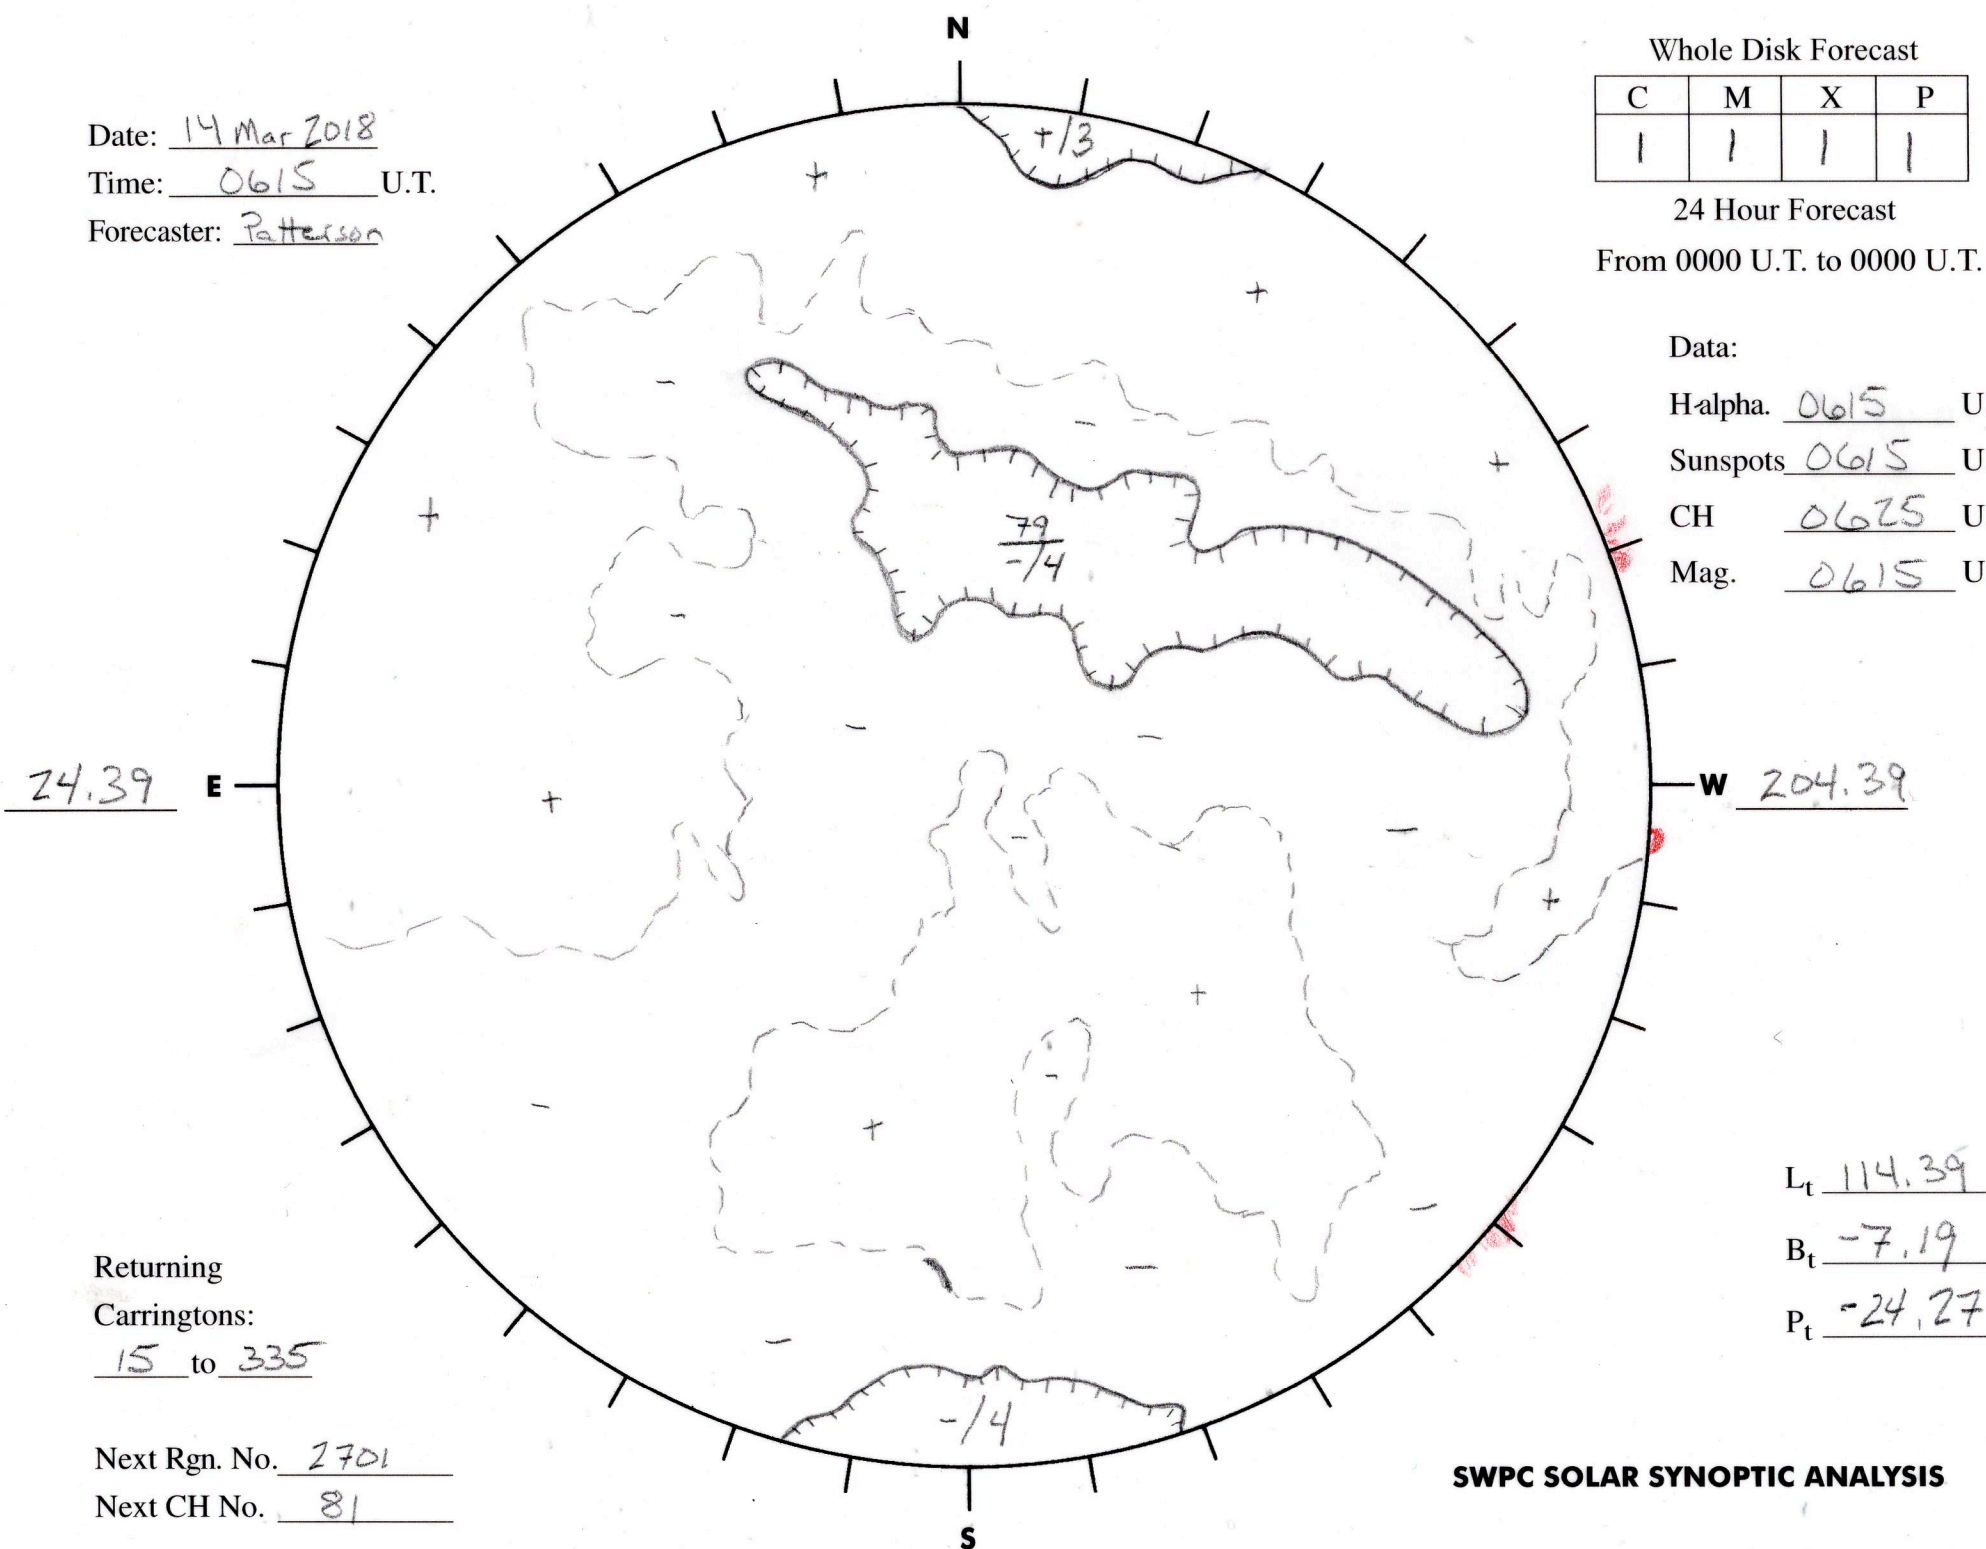 N
Whole Disk Forecast
C M X P
1 1 1 1
24 Hour Forecast
From 0000 U.T. to 0000 U.T.
Date: 14 Mar 2018
Time: 0615 U.T.
Forecaster: Patterson
+/3
+
+
+
+
-
-
Data:
H-alpha. 0615 U
Sunspots 0615 U
CH 0625 U
Mag. 0615 U
79
-/4
-
-
-
24.39 E
W 204.39
+
-
-
+
+
-
-
+
-
-
-
-/4
Lt 114.39
Bt -7.19
Pt -24.27
Returning
Carringtons:
15 to 335
Next Rgn. No. 2701
Next CH No. 81
SWPC SOLAR SYNOPTIC ANALYSIS
S